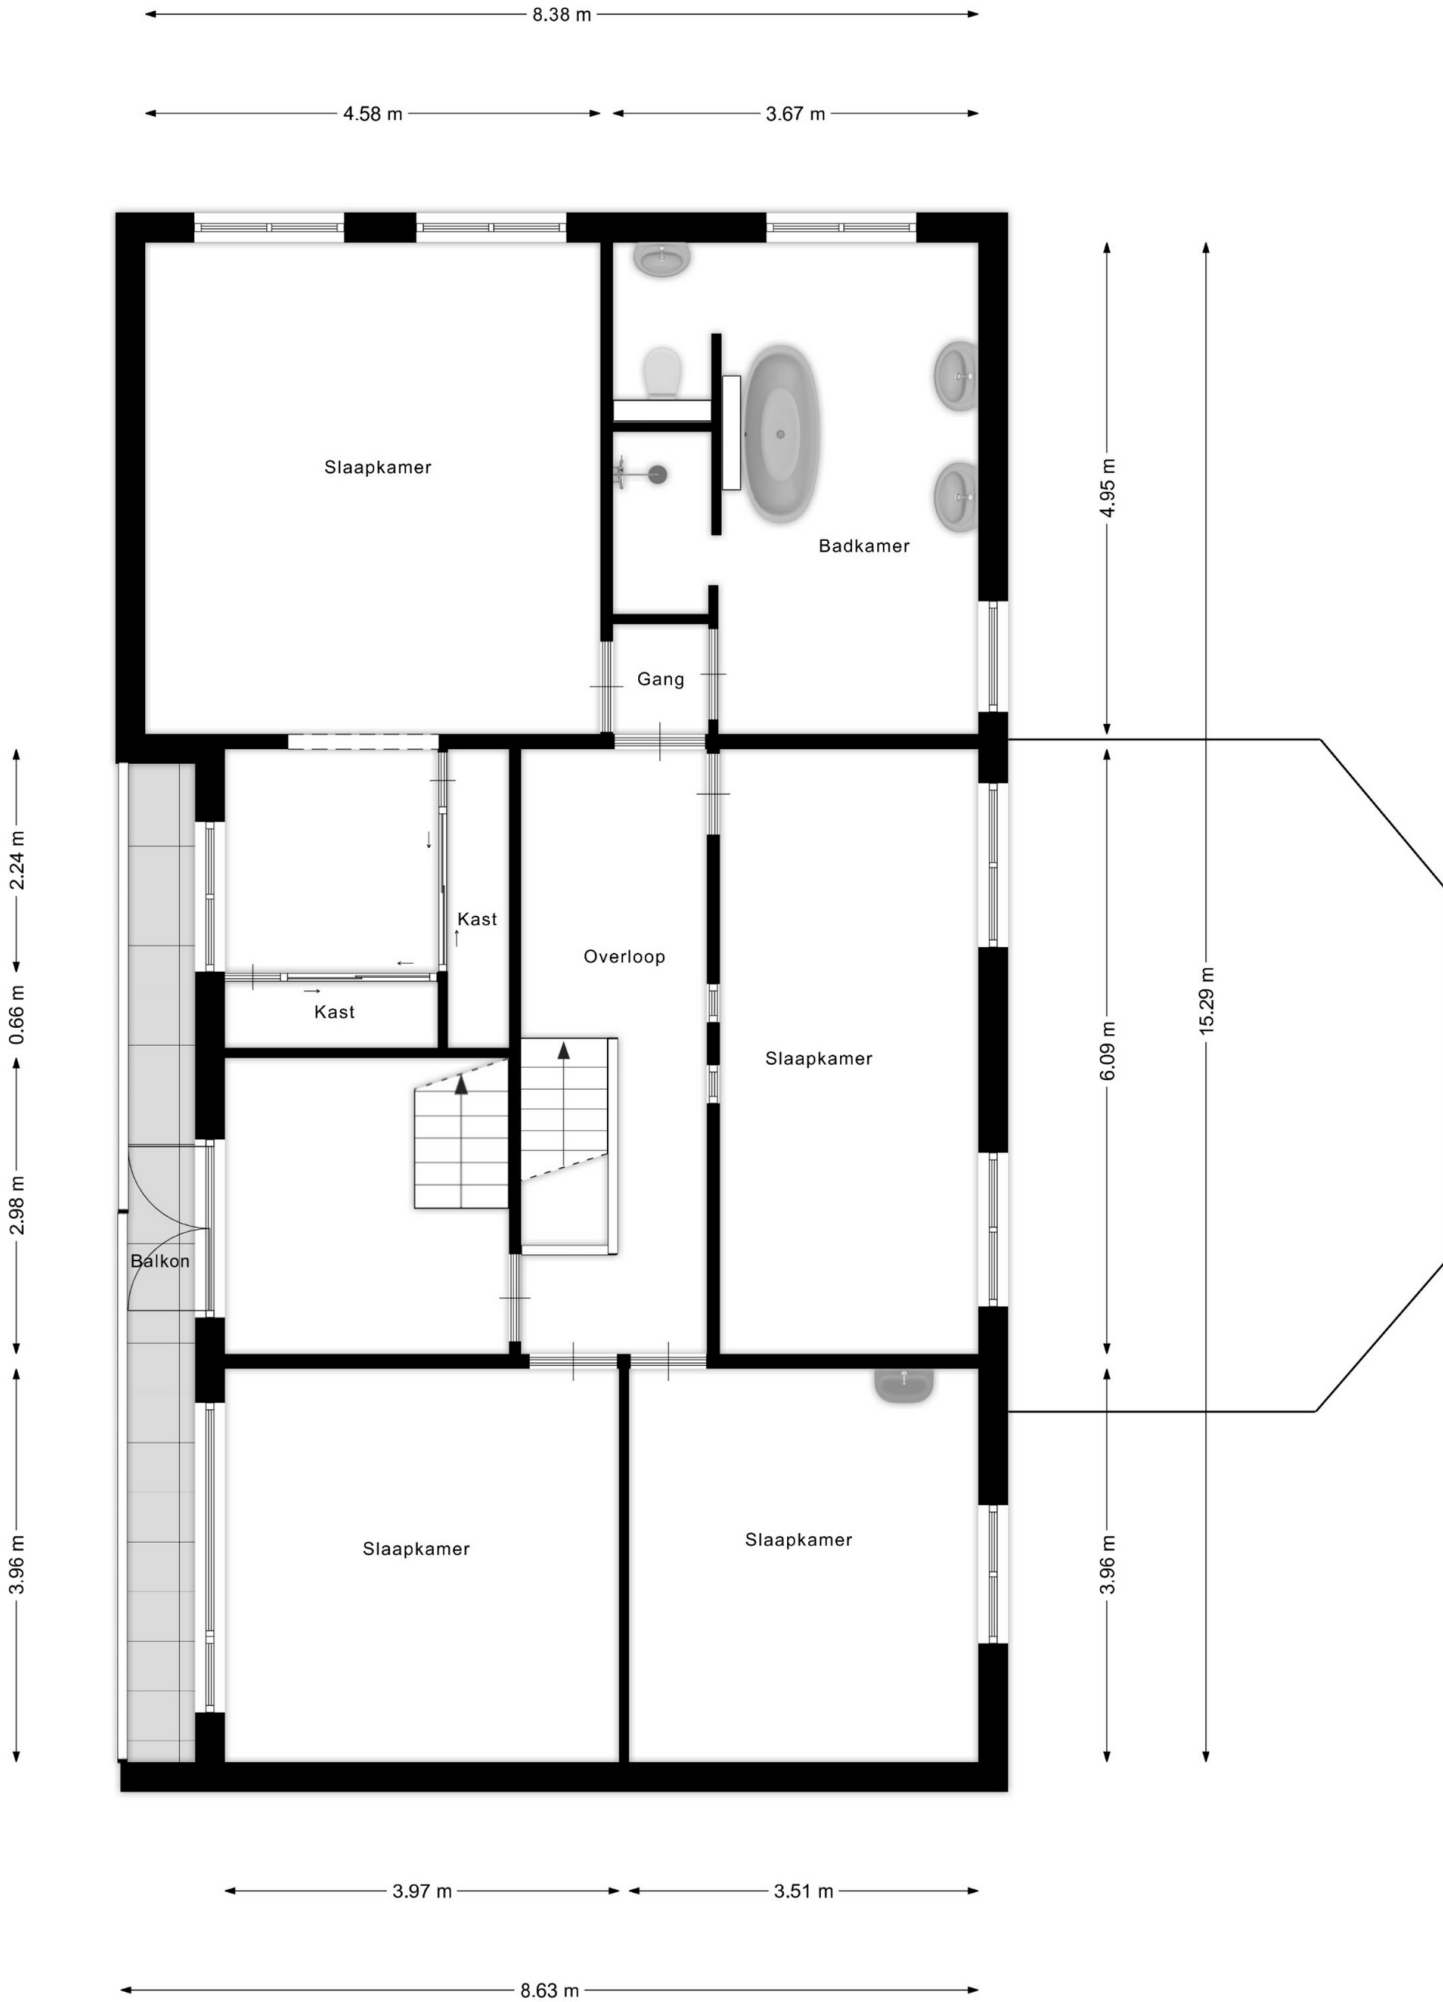 8.38 m
4.58 m
3.67 m
Slaapkamer
4.95 m
Badkamer
Gang
2.24 m
Kast
Overloop
15.29 m
0.66 m
Kast
Slaapkamer
6.09 m
2.98 m
Balkon
Slaapkamer
Slaapkamer
3.96 m
3.96 m
3.97 m
3.51 m
8.63 m